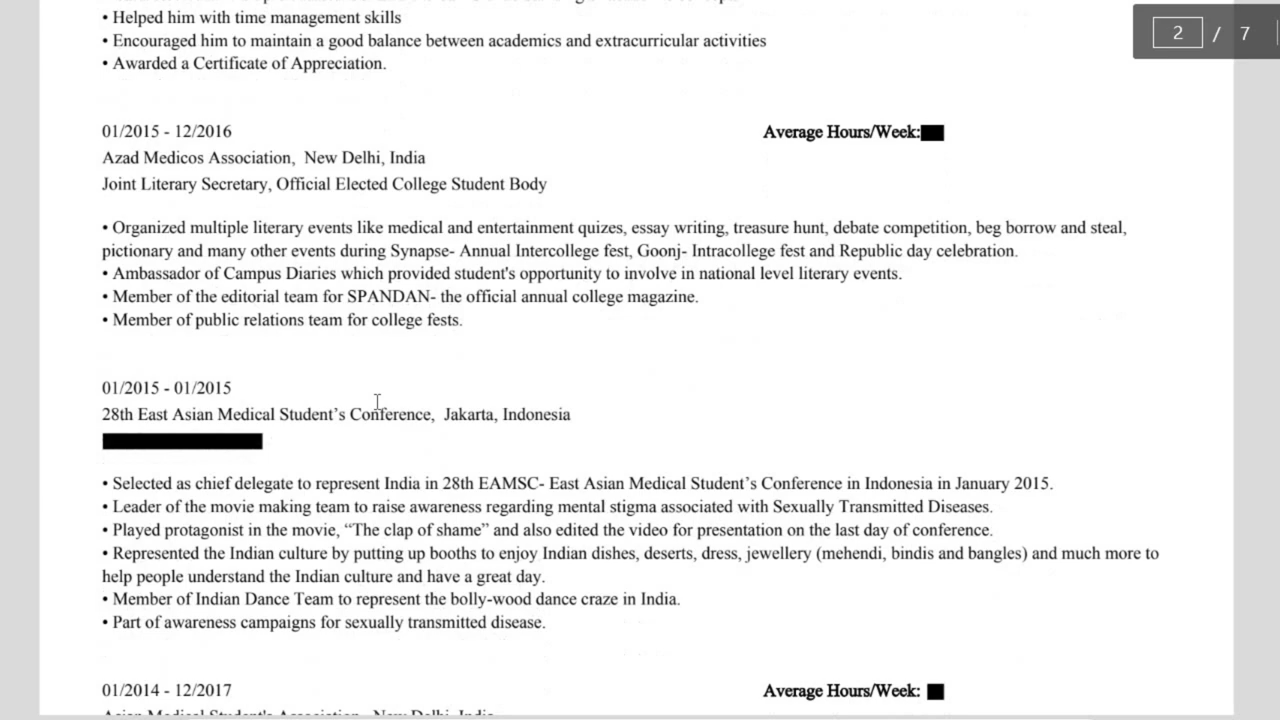 • Helped him with time management skills
2 / 7
• Encouraged him to maintain a good balance between academics and extracurricular activities
• Awarded a Certificate of Appreciation.
01/2015 - 12/2016
Average Hours/Week:
Azad Medicos Association, New Delhi, India
Joint Literary Secretary, Official Elected College Student Body
• Organized multiple literary events like medical and entertainment quizes, essay writing, treasure hunt, debate competition, beg borrow and steal,
pictionary and many other events during Synapse- Annual Intercollege fest, Goonj- Intracollege fest and Republic day celebration.
• Ambassador of Campus Diaries which provided student's opportunity to involve in national level literary events.
• Member of the editorial team for SPANDAN- the official annual college magazine.
• Member of public relations team for college fests.
01/2015 - 01/2015
28th East Asian Medical Student’s Conference, Jakarta, Indonesia
• Selected as chief delegate to represent India in 28th EAMSC- East Asian Medical Student’s Conference in Indonesia in January 2015.
• Leader of the movie making team to raise awareness regarding mental stigma associated with Sexually Transmitted Diseases.
• Played protagonist in the movie, “The clap of shame” and also edited the video for presentation on the last day of conference.
• Represented the Indian culture by putting up booths to enjoy Indian dishes, deserts, dress, jewellery (mehendi, bindis and bangles) and much more to
help people understand the Indian culture and have a great day.
• Member of Indian Dance Team to represent the bolly-wood dance craze in India.
• Part of awareness campaigns for sexually transmitted disease.
01/2014 - 12/2017
Average Hours/Week:
Asian Medical Student's Association, New Delhi, India